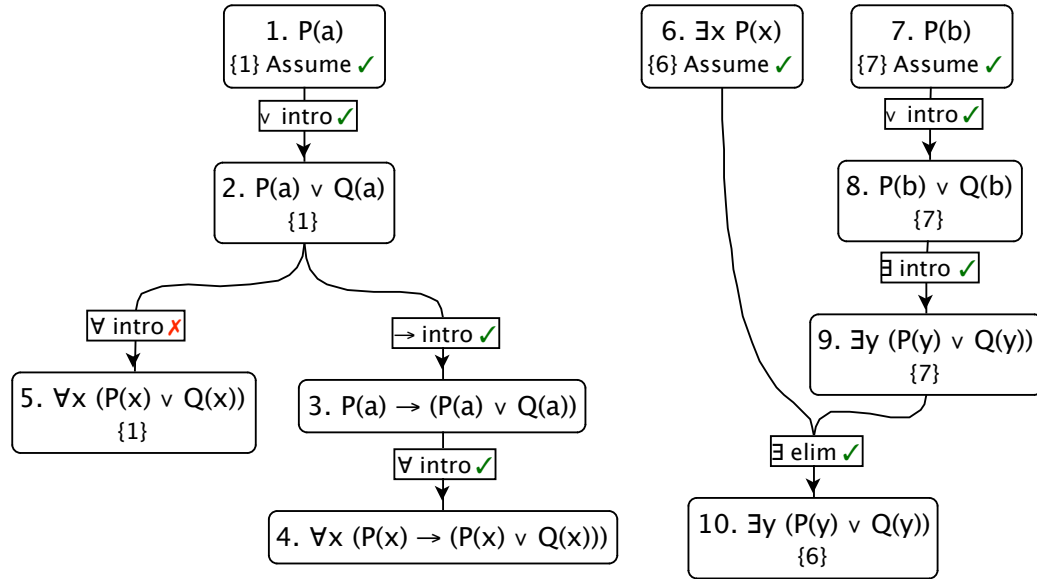 1. P(a)
{1} Assume ✓
∨ intro ✓
2. P(a) ∨ Q(a)
{1}
∀ intro ✗
5. ∀x (P(x) ∨ Q(x))
{1}
→ intro ✓
3. P(a) → (P(a) ∨ Q(a))
∀ intro ✓
4. ∀x (P(x) → (P(x) ∨ Q(x)))
6. ∃x P(x)
{6} Assume ✓
7. P(b)
{7} Assume ✓
∨ intro ✓
8. P(b) ∨ Q(b)
{7}
∃ intro ✓
9. ∃y (P(y) ∨ Q(y))
{7}
∃ elim ✓
10. ∃y (P(y) ∨ Q(y))
{6}